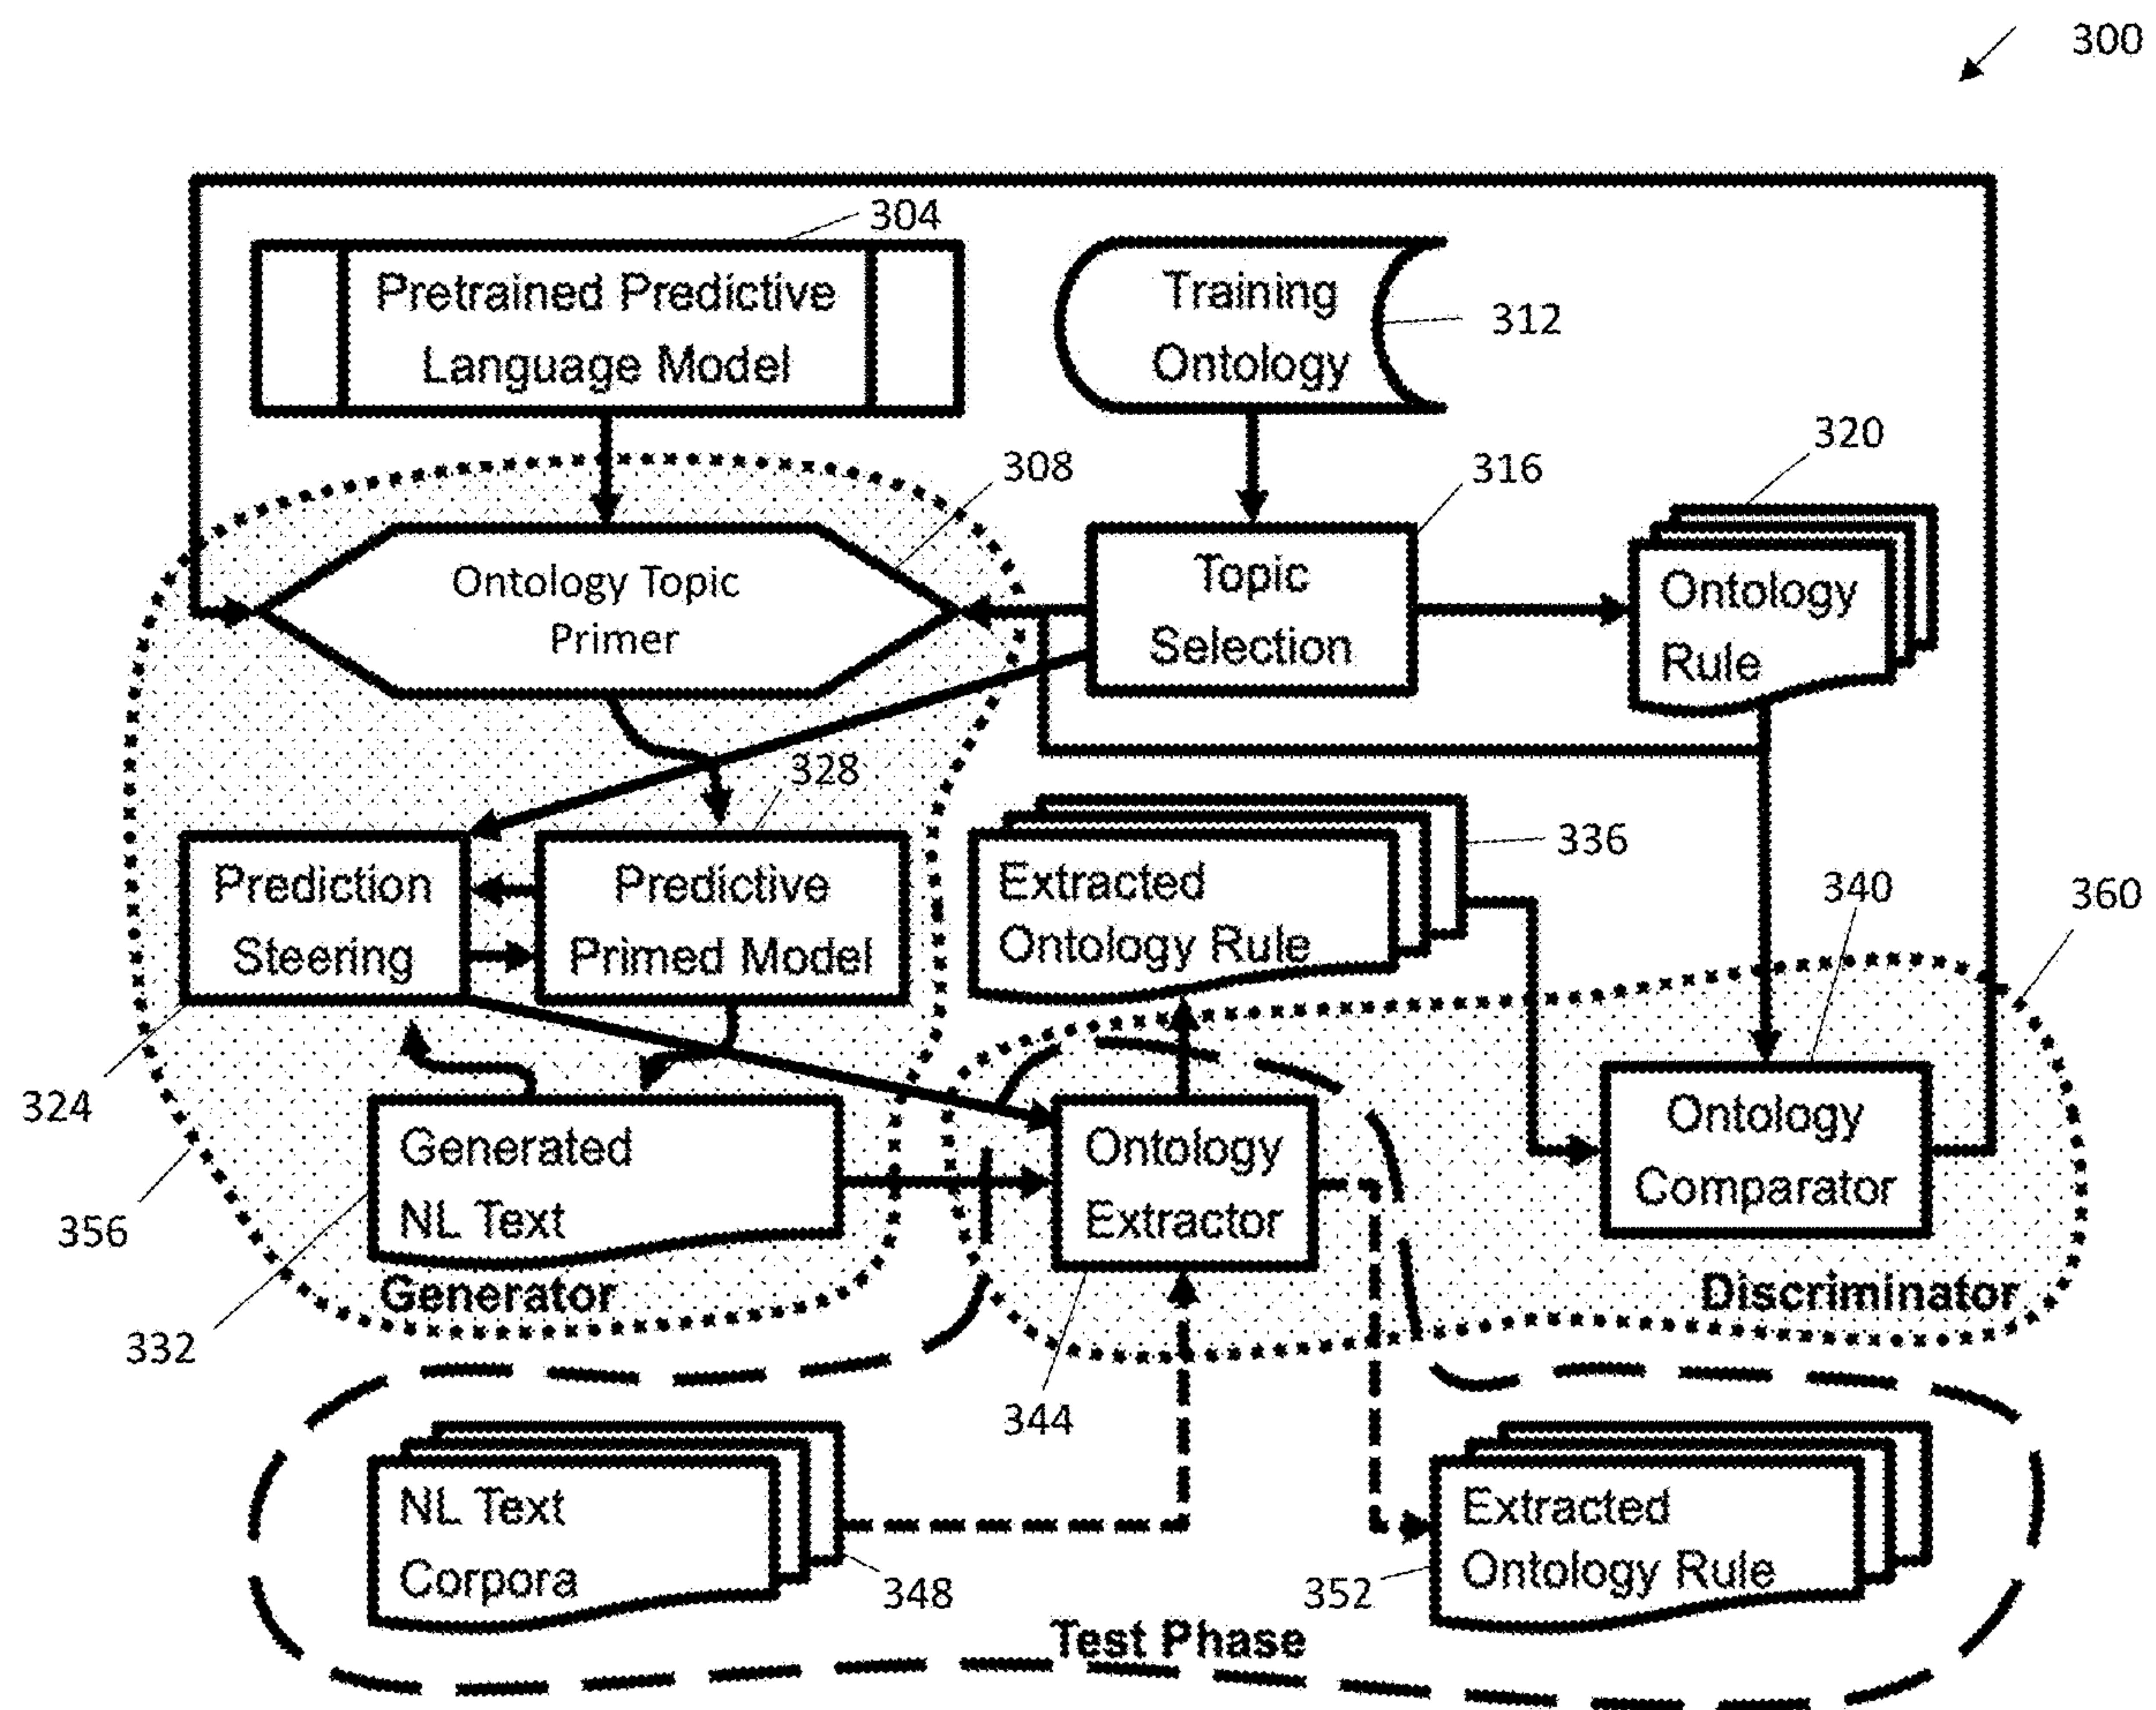 300
304
Pretrained Predictive
Language Model
Training
Ontology
312
308
316
320
Ontology Topic
Primer
Topic
Selection
Ontology
Rule
328
336
340
360
Prediction
Steering
Predictive
Primed Model
Extracted
Ontology Rule
324
356
332
Generated
NL Text
Generator
Ontology
Extractor
Ontology
Comparator
Discriminator
344
NL Text
Corpora
348
352
Extracted
Ontology Rule
Test Phase